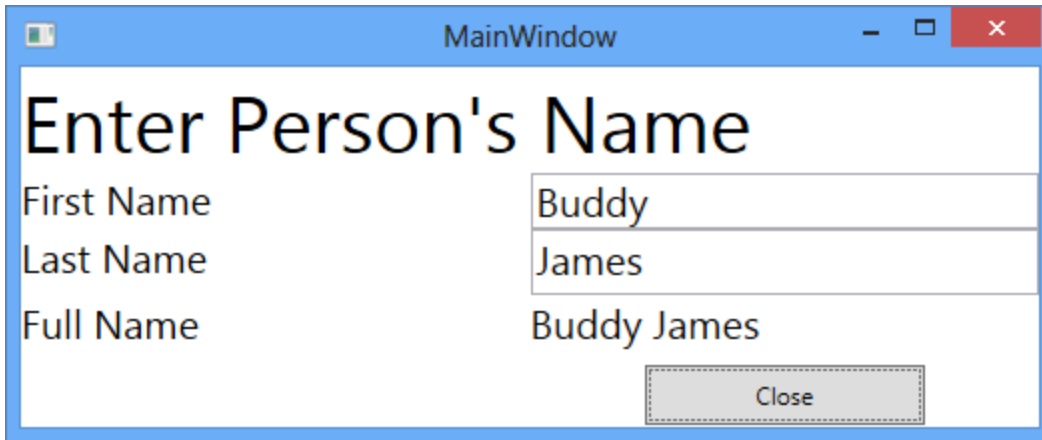 MainWindow
Enter Person's Name
First Name Buddy
Last Name James
Full Name Buddy James
Close